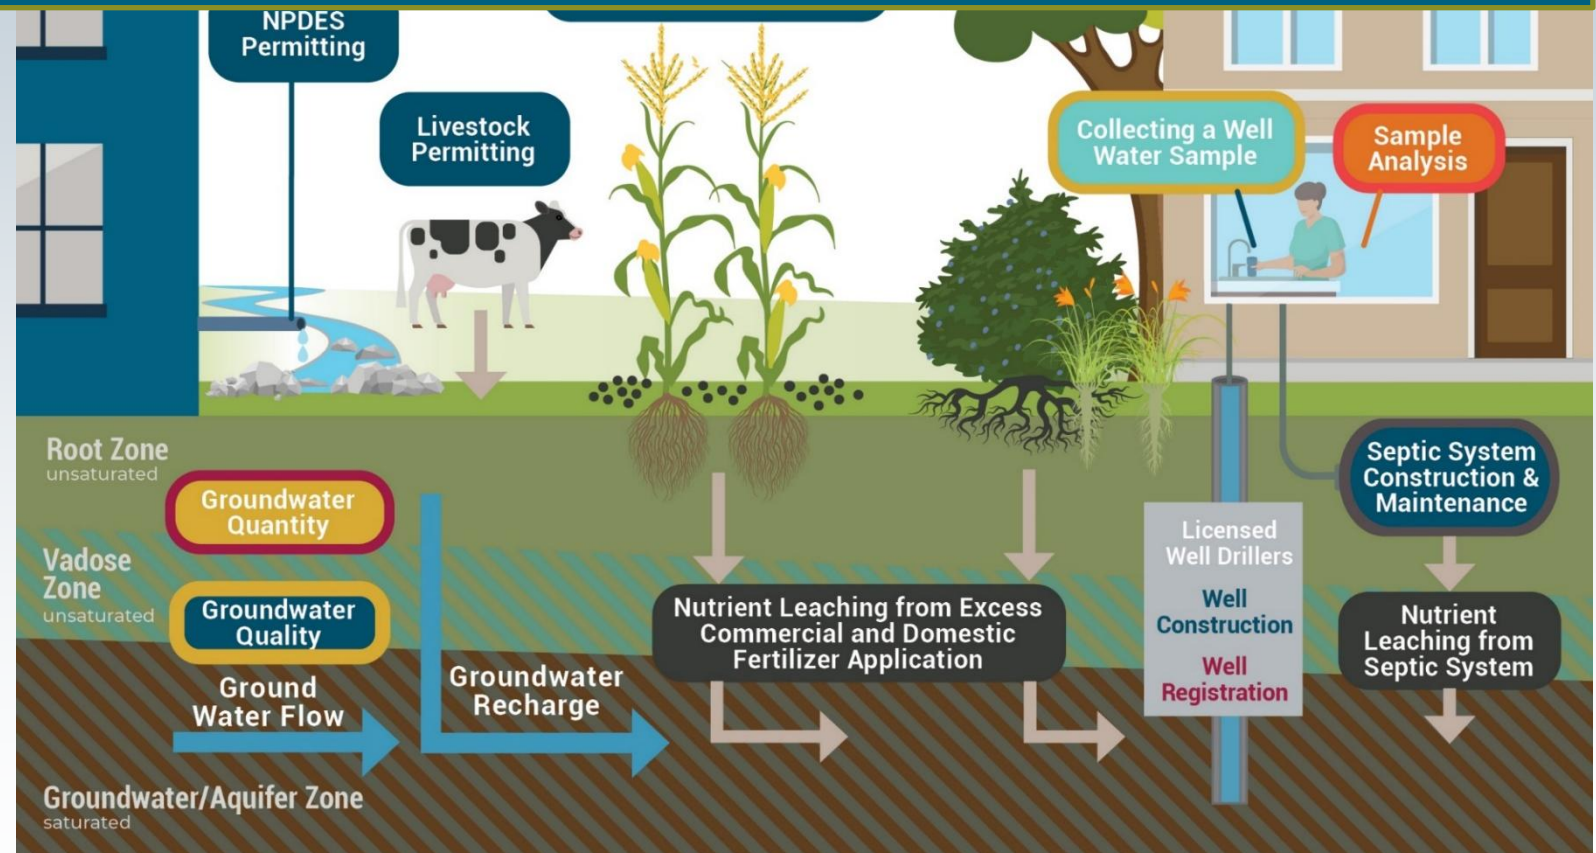 NPDES
Permitting
Livestock
Permitting
Collecting a Well
Water Sample
Sample
Analysis
Root Zone
unsaturated
Groundwater
Quantity
Septic System
Construction &
Maintenance
Licensed
Well Drillers
Well
Construction
Well
Registration
Vadose
Zone
unsaturated
Groundwater
Quality
Nutrient Leaching from Excess
Commercial and Domestic
Fertilizer Application
Nutrient
Leaching from
Septic System
Ground
Water Flow
Groundwater
Recharge
Groundwater/Aquifer Zone
saturated